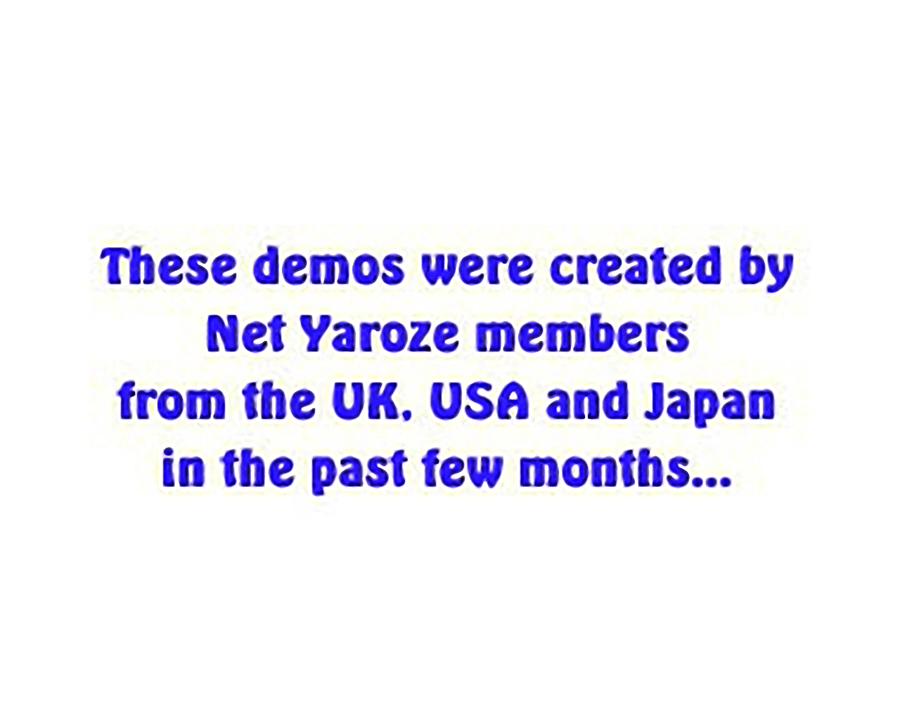 These demos were created by
Net Yaroze members
from the UK, USA and Japan
in the past few months...